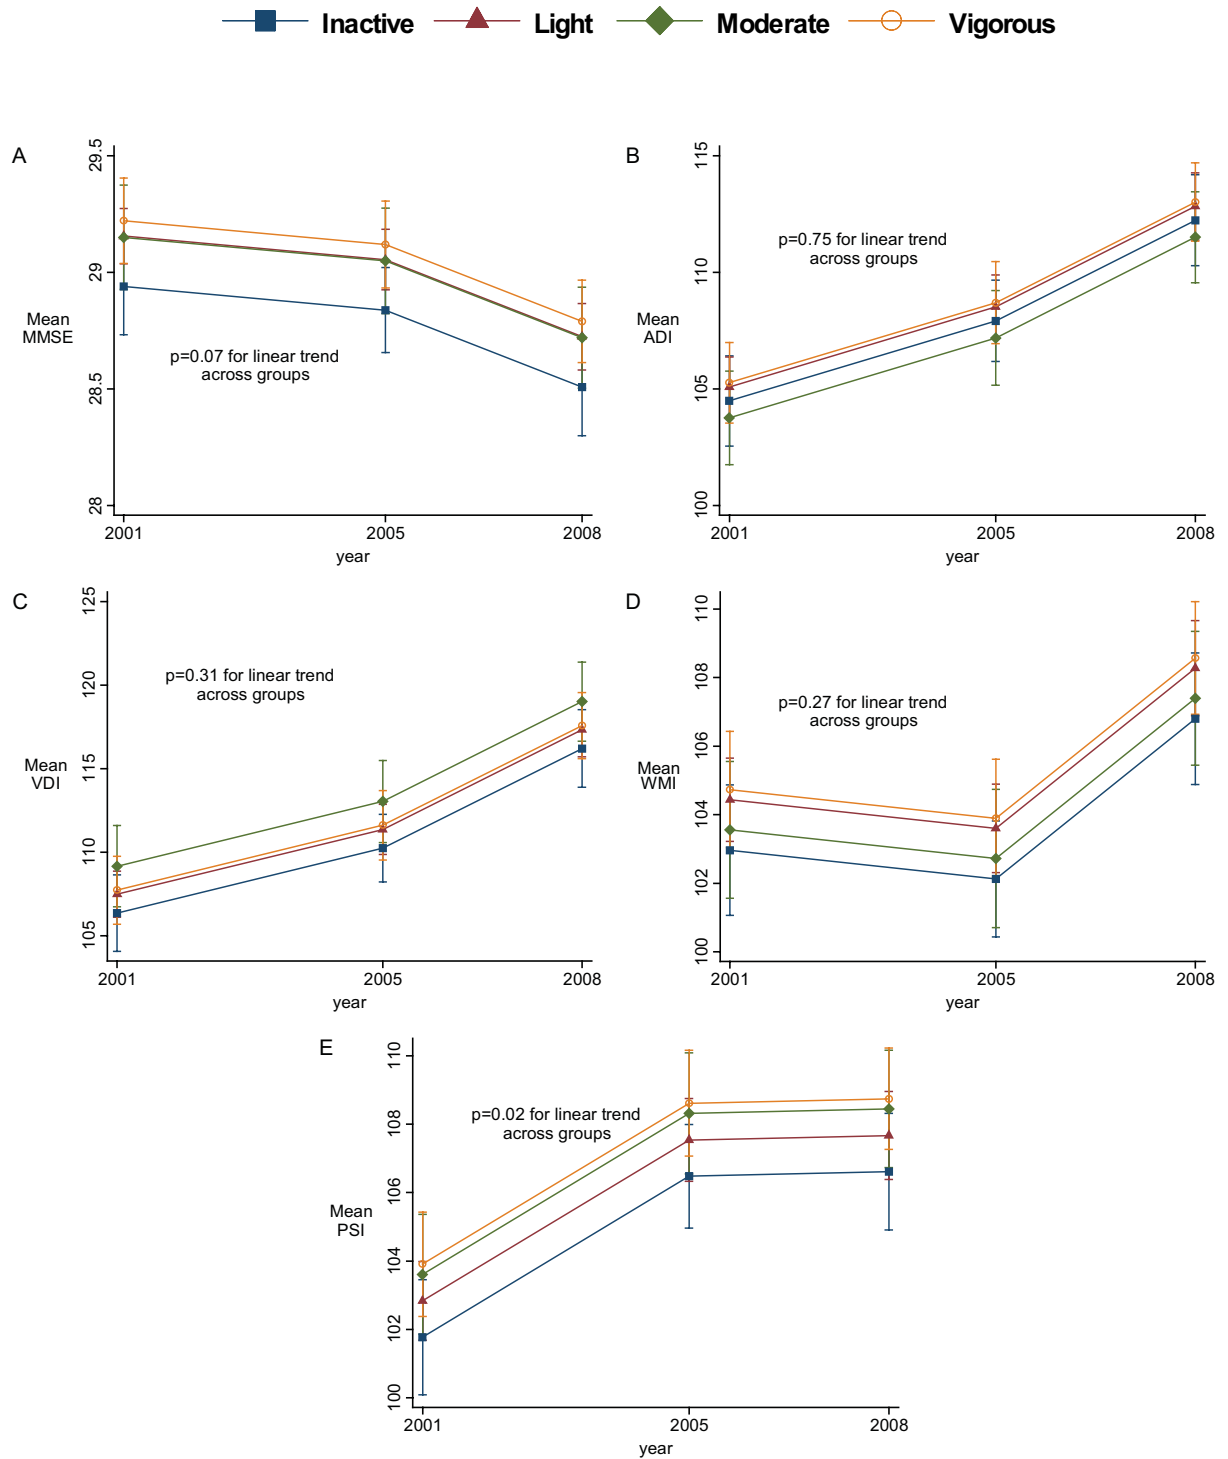 Inactive Light Moderate Vigorous
A
29.5
29
28.5
28
Mean
MMSE
p=0.07 for linear trend
across groups
2001 2005 2008
year
B
115
110
105
100
Mean
ADI
p=0.75 for linear trend
across groups
2001 2005 2008
year
C
125
120
115
110
105
Mean
VDI
p=0.31 for linear trend
across groups
2001 2005 2008
year
D
110
108
106
104
102
100
Mean
WMI
p=0.27 for linear trend
across groups
2001 2005 2008
year
E
110
108
106
104
102
100
Mean
PSI
p=0.02 for linear trend
across groups
2001 2005 2008
year